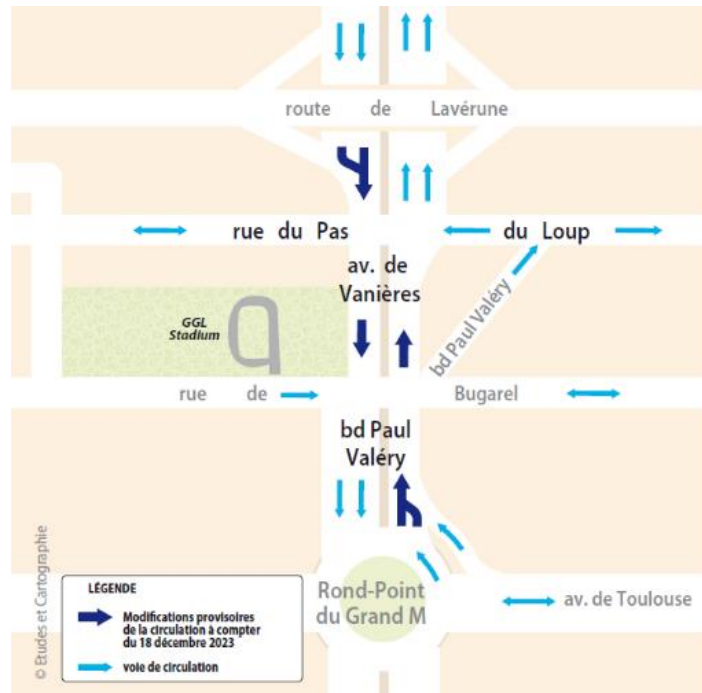 route de Lavérune
rue du Pas du Loup
av. de
Vanières
GGL
Stadium
bd Paul Valéry
rue de Bugarel
bd Paul
Valéry
Rond-Point
du Grand M
av. de Toulouse
© Etudes et Cartographie
LÉGENDE
Modifications provisoires
de la circulation à compter
du 18 décembre 2023
voie de circulation